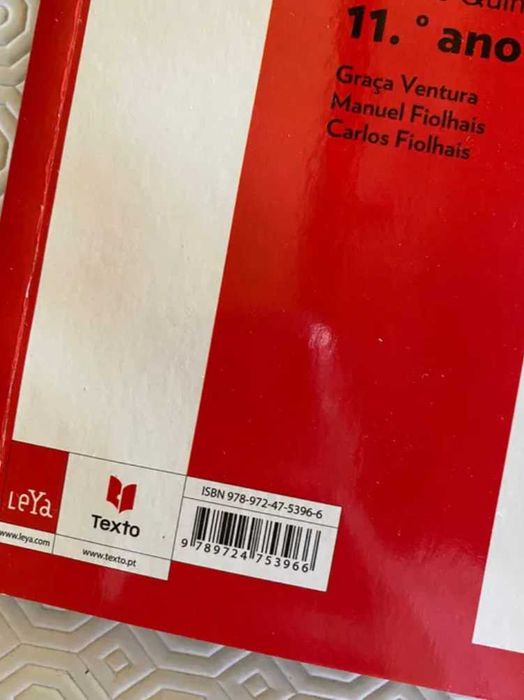 11.º ano
Graça Ventura
Manuel Fiolhais
Carlos Fiolhais
LeYa
www.leya.com
Texto
www.texto.pt
ISBN 978-972-47-5396-6
9 789724 753966